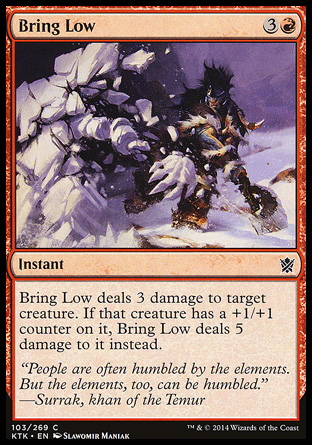 Bring Low 3
Instant
Bring Low deals 3 damage to target
creature. If that creature has a +1/+1
counter on it, Bring Low deals 5
damage to it instead.
“People are often humbled by the elements.
But the elements, too, can be humbled.”
—Surrak, khan of the Temur
103/269 C
KTK • EN Slawomir Maniak
™ & © 2014 Wizards of the Coast